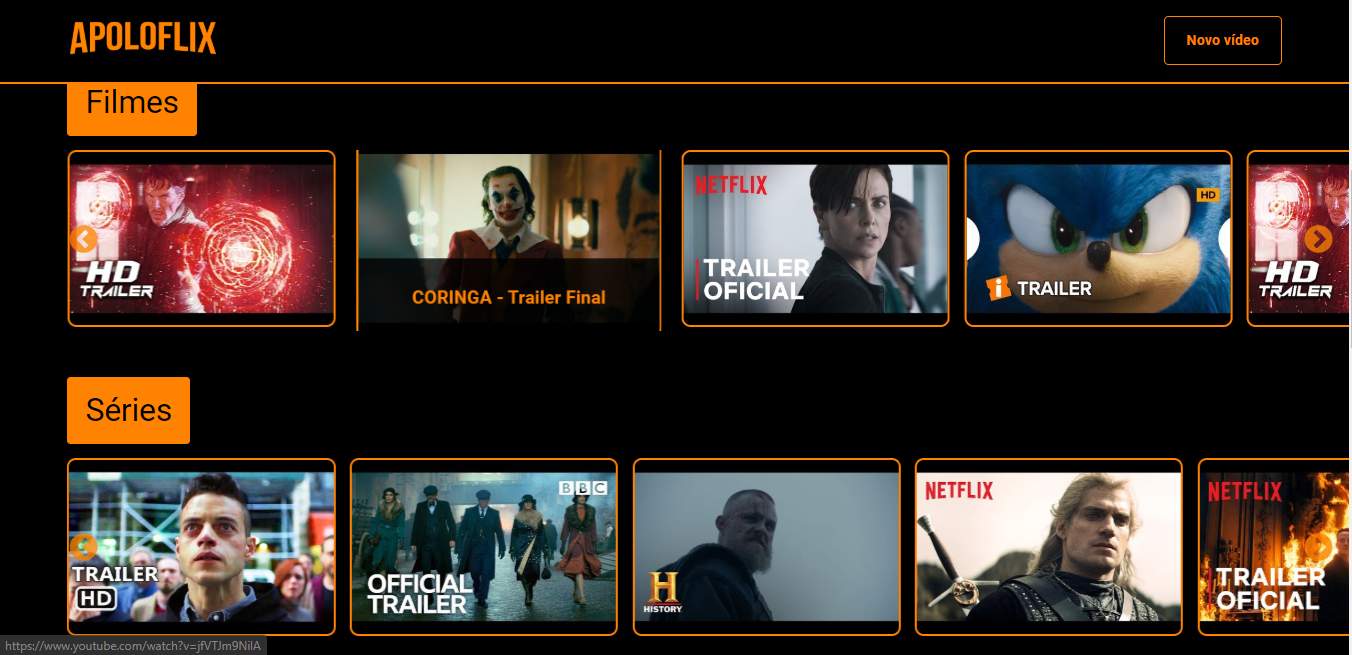 APOLOFLIX
Novo vídeo
Filmes
HD
TRAILER
CORINGA - Trailer Final
NETFLIX
TRAILER
OFICIAL
HD
i TRAILER
HD
TRAILER
Séries
TRAILER
HD
BBC
OFFICIAL
TRAILER
H
HISTORY
NETFLIX
NETFLIX
TRAILER
OFICIAL
https://www.youtube.com/watch?v=jfVTJm9NilA